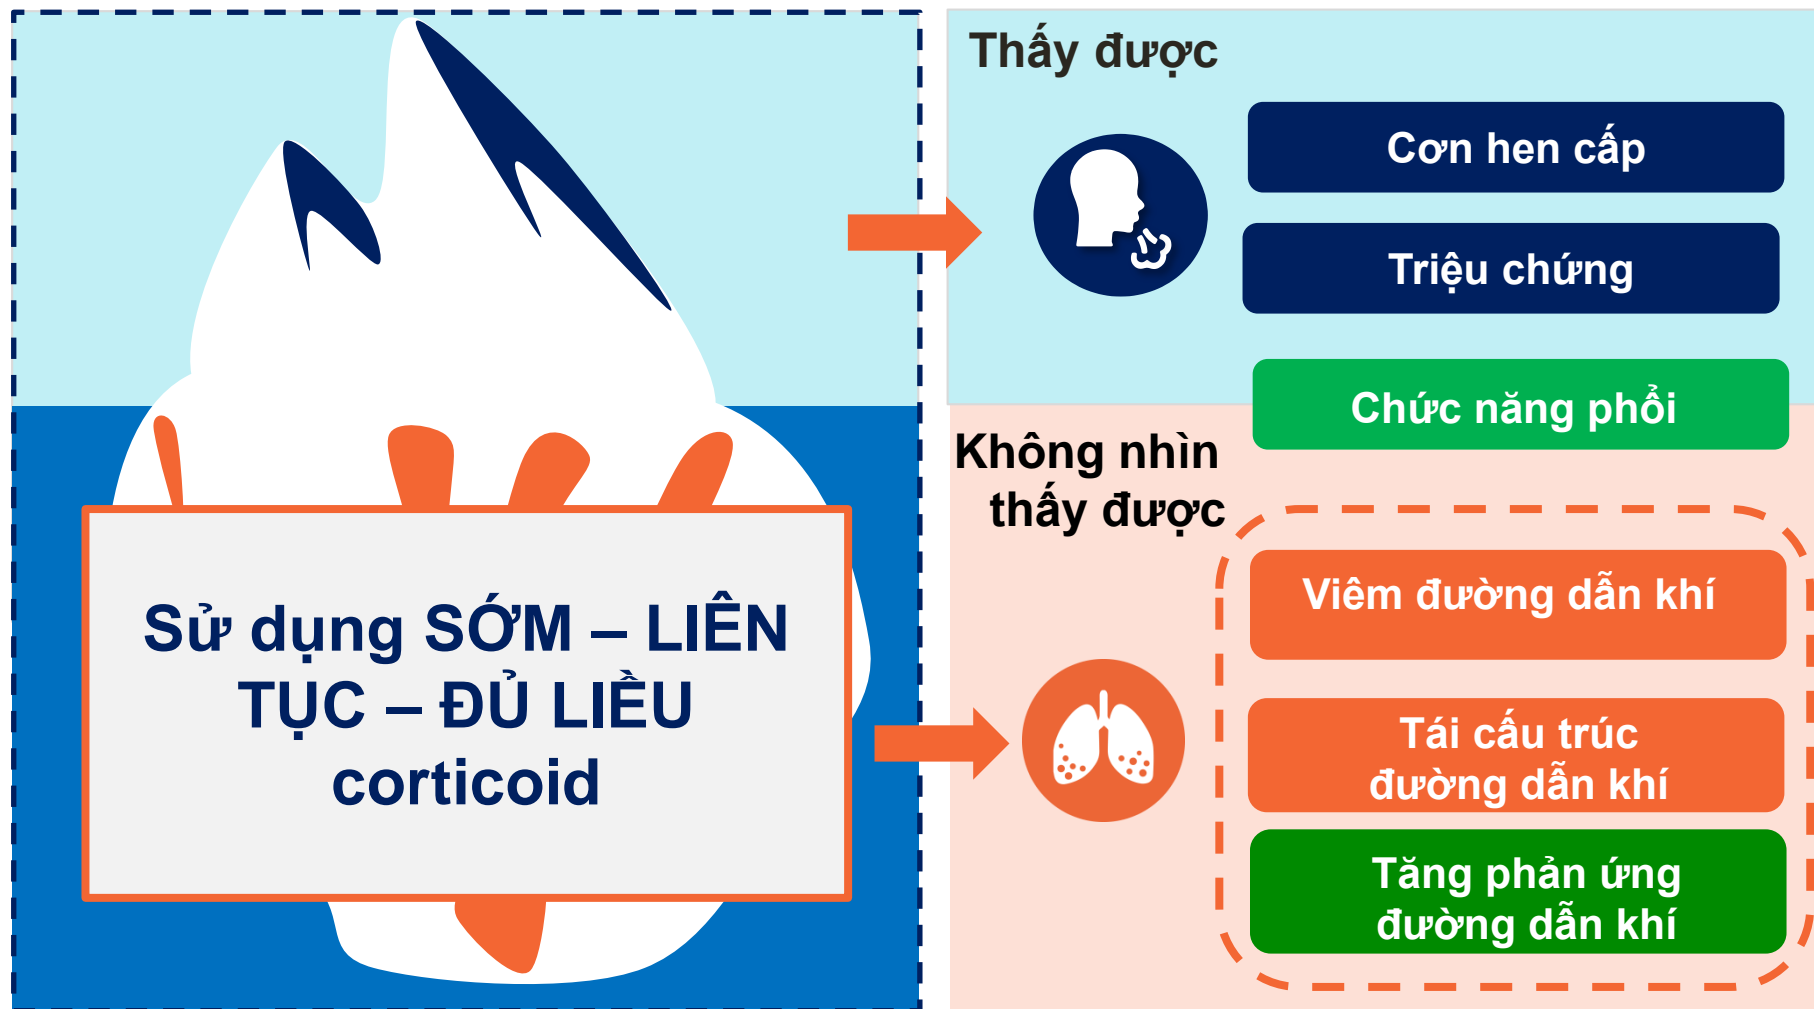 Sử dụng SỚM – LIÊN
TỤC – ĐỦ LIỀU
corticoid
Thấy được
Cơn hen cấp
Triệu chứng
Chức năng phổi
Không nhìn
thấy được
Viêm đường dẫn khí
Tái cấu trúc
đường dẫn khí
Tăng phản ứng
đường dẫn khí